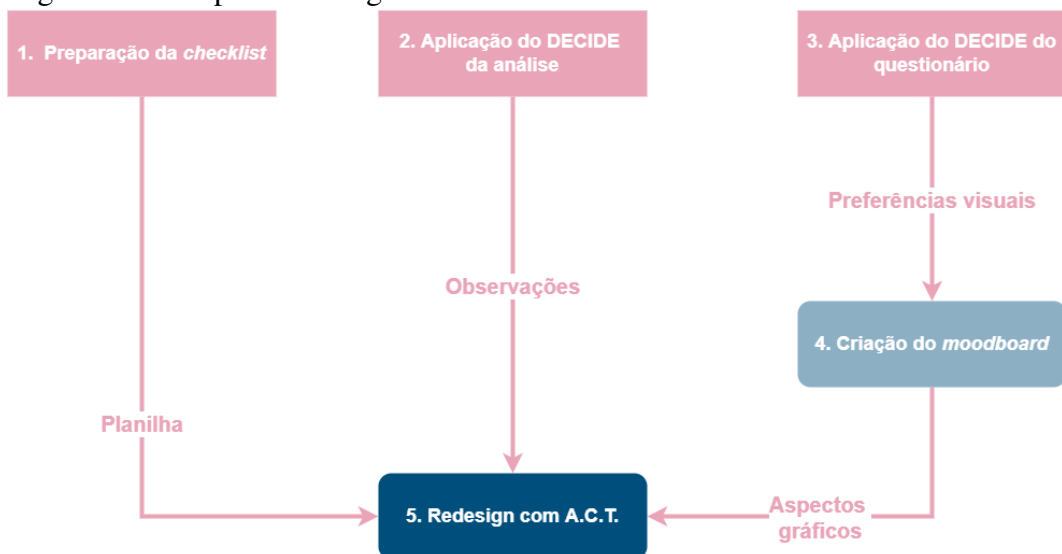 1. Preparação da checklist
2. Aplicação do DECIDE
da análise
3. Aplicação do DECIDE do
questionário
Preferências visuais
Observações
4. Criação do moodboard
Planilha
5. Redesign com A.C.T.
Aspectos
gráficos